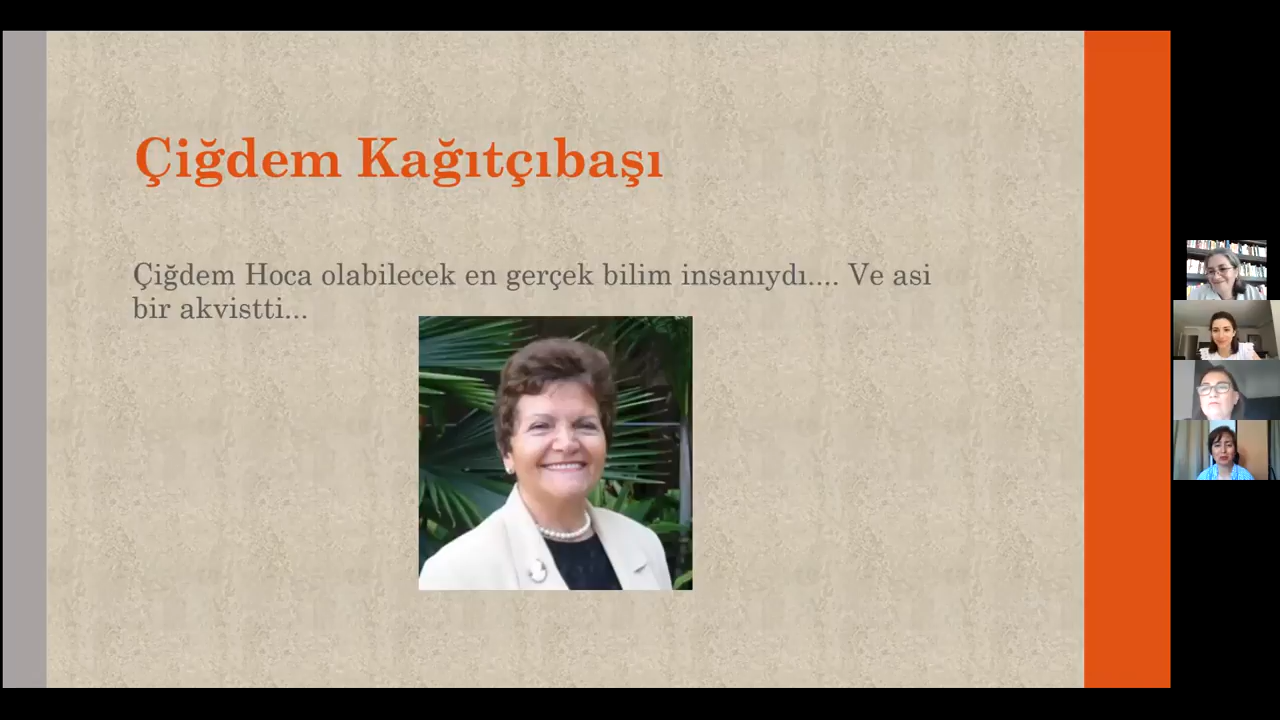 Çiğdem Kağıtçıbaşı
Çiğdem Hoca olabilecek en gerçek bilim insanıydı.... Ve asi
bir akvistti...